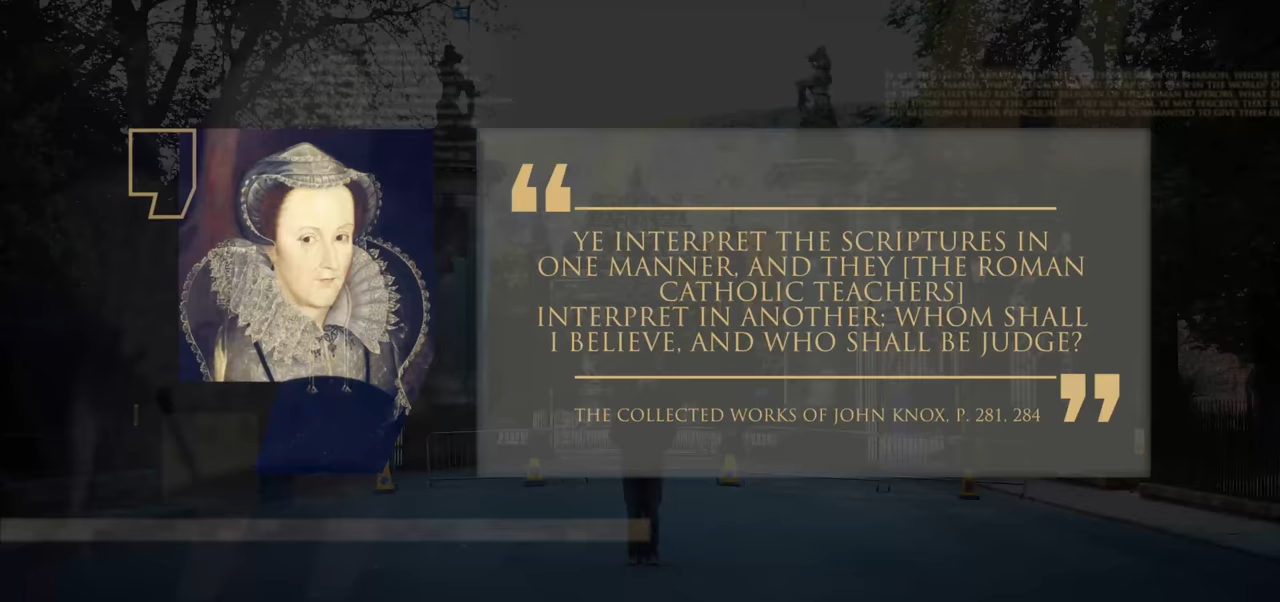 YE INTERPRET THE SCRIPTURES IN
ONE MANNER, AND THEY [THE ROMAN
CATHOLIC TEACHERS]
INTERPRET IN ANOTHER; WHOM SHALL
I BELIEVE, AND WHO SHALL BE JUDGE?
THE COLLECTED WORKS OF JOHN KNOX, P. 281, 284